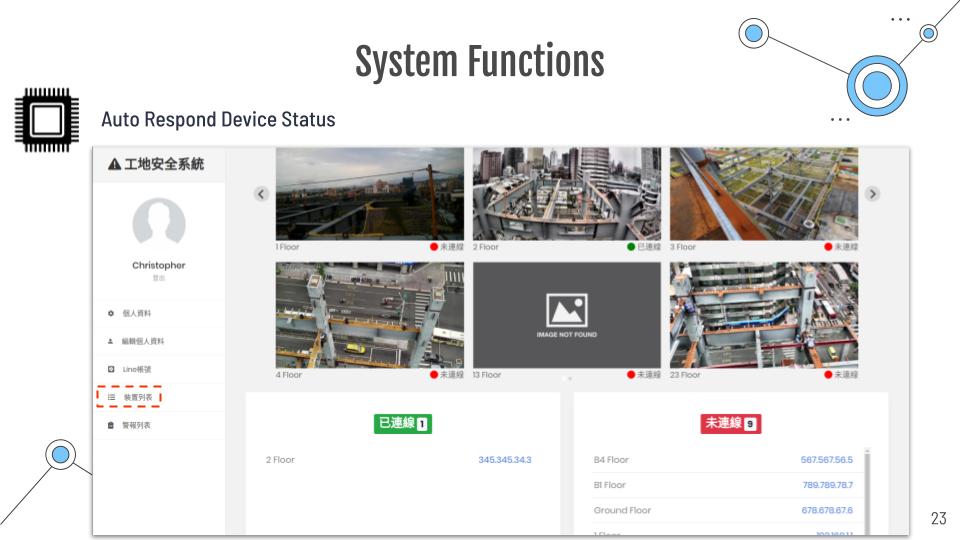 System Functions
Auto Respond Device Status
工地安全系統
Christopher
登出
個人資料
編輯個人資料
Line帳號
裝置列表
警報列表
1 Floor 未連線
2 Floor 已連線
3 Floor 未連線
4 Floor 未連線
IMAGE NOT FOUND
13 Floor 未連線
23 Floor 未連線
已連線 1
2 Floor 345.345.34.3
未連線 9
B4 Floor 567.567.56.5
B1 Floor 789.789.78.7
Ground Floor 678.678.67.6
1 Floor
23